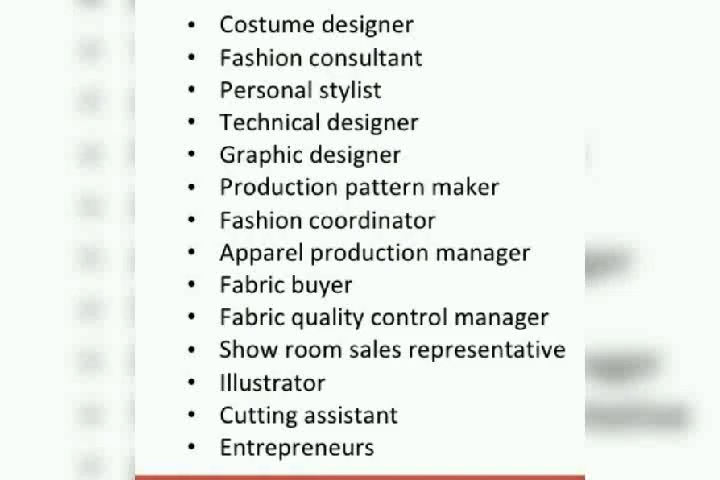 • Costume designer
• Fashion consultant
• Personal stylist
• Technical designer
• Graphic designer
• Production pattern maker
• Fashion coordinator
• Apparel production manager
• Fabric buyer
• Fabric quality control manager
• Show room sales representative
• Illustrator
• Cutting assistant
• Entrepreneurs